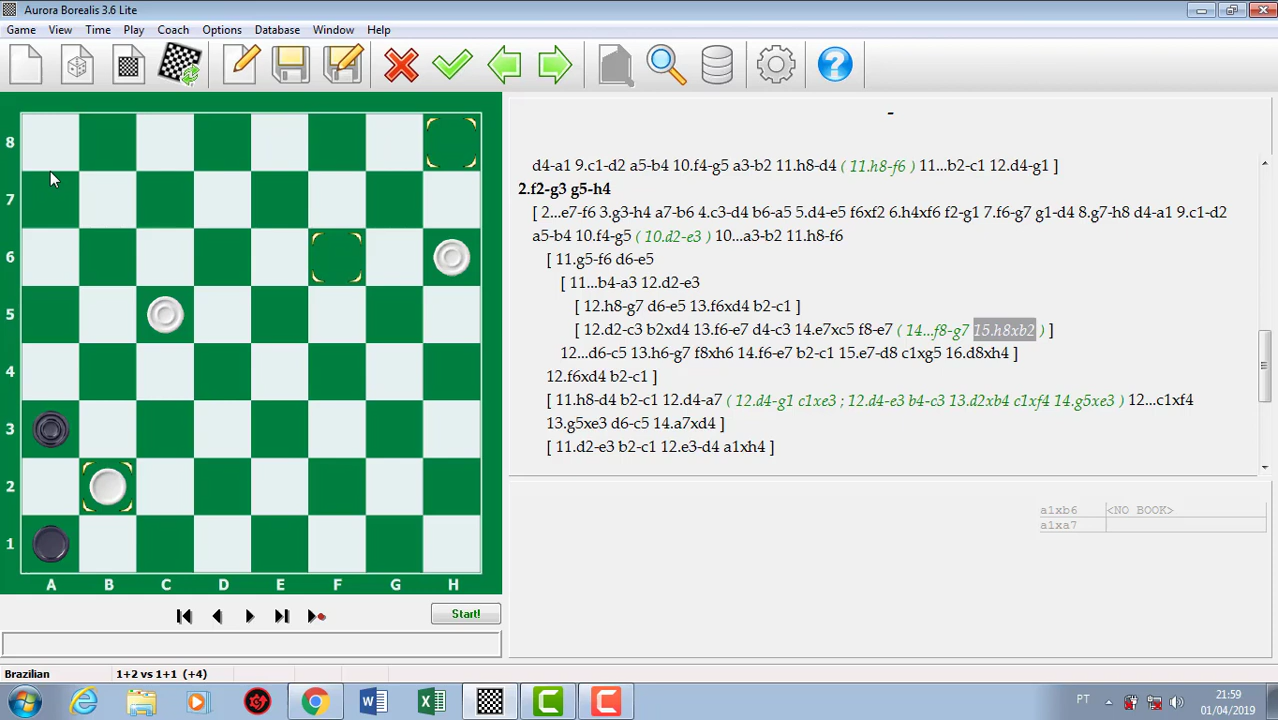 Aurora Borealis 3.6 Lite
Game View Time Play Coach Options Database Window Help
-
d4-a1 9.c1-d2 a5-b4 10.f4-g5 a3-b2 11.h8-d4 ( 11.h8-f6 ) 11...b2-c1 12.d4-g1 ]
2.f2-g3 g5-h4
[ 2...e7-f6 3.g3-h4 a7-b6 4.c3-d4 b6-a5 5.d4-e5 f6xf2 6.h4xf6 f2-g1 7.f6-g7 g1-d4 8.g7-h8 d4-a1 9.c1-d2
a5-b4 10.f4-g5 ( 10.d2-e3 ) 10...a3-b2 11.h8-f6
[ 11.g5-f6 d6-e5
[ 11...b4-a3 12.d2-e3
[ 12.h8-g7 d6-e5 13.f6xd4 b2-c1 ]
[ 12.d2-c3 b2xd4 13.f6-e7 d4-c3 14.e7xc5 f8-e7 ( 14...f8-g7 15.h8xb2 ) ]
12...d6-c5 13.h6-g7 f8xh6 14.f6-e7 b2-c1 15.e7-d8 c1xg5 16.d8xh4 ]
12.f6xd4 b2-c1 ]
[ 11.h8-d4 b2-c1 12.d4-a7 ( 12.d4-g1 c1xe3 ; 12.d4-e3 b4-c3 13.d2xb4 c1xf4 14.g5xe3 ) 12...c1xf4
13.g5xe3 d6-c5 14.a7xd4 ]
[ 11.d2-e3 b2-c1 12.e3-d4 a1xh4 ]
8
7
6
5
4
3
2
1
A B C D E F G H
a1xb6 <NO BOOK>
a1xa7
Start!
Brazilian 1+2 vs 1+1 (+4)
PT
21:59
01/04/2019